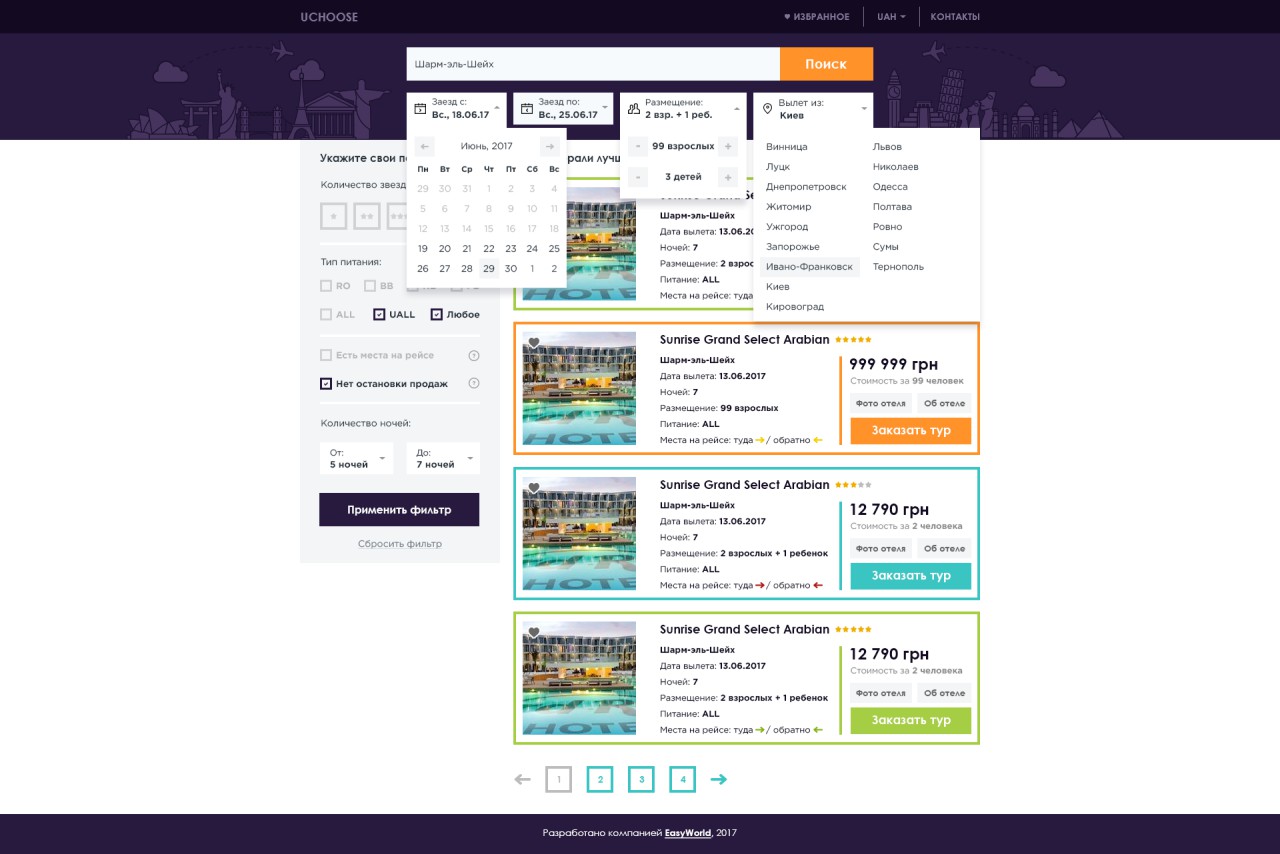 UCHOOSE
♥ ИЗБРАННОЕ
UAH
КОНТАКТЫ
Шарм-эль-Шейх
Поиск
Заезд с:
Вс., 18.06.17
Заезд по:
Вс., 25.06.17
Размещение:
2 взр. + 1 реб.
Вылет из:
Киев
Июнь, 2017
Пн Вт Ср Чт Пт Сб Вс
29 30 31 1 2 3 4
5 6 7 8 9 10 11
12 13 14 15 16 17 18
19 20 21 22 23 24 25
26 27 28 29 30 1 2
- 99 взрослых +
- 3 детей +
Винница
Луцк
Днепропетровск
Житомир
Ужгород
Запорожье
Ивано-Франковск
Киев
Кировоград
Львов
Николаев
Одесса
Полтава
Ровно
Сумы
Тернополь
Укажите свои
Количество звезд
Тип питания:
RO BB
ALL UALL Любое
Есть места на рейсе ?
Нет остановки продаж ?
Количество ночей:
От:
5 ночей
До:
7 ночей
Применить фильтр
Сбросить фильтр
Sunrise Grand
Шарм-эль-Шейх
Дата вылета:
Ночей: 7
Размещение:
Питание: ALL
Места на рейсе: туда
HOTE
Sunrise Grand Select Arabian
Шарм-эль-Шейх
Дата вылета: 13.06.2017
Ночей: 7
Размещение: 99 взрослых
Питание: ALL
Места на рейсе: туда → / обратно ←
999 999 грн
Стоимость за 99 человек
Фото отеля
Об отеле
Заказать тур
HOTE
Sunrise Grand Select Arabian
Шарм-эль-Шейх
Дата вылета: 13.06.2017
Ночей: 7
Размещение: 2 взрослых + 1 ребенок
Питание: ALL
Места на рейсе: туда → / обратно ←
12 790 грн
Стоимость за 2 человека
Фото отеля
Об отеле
Заказать тур
HOTE
Sunrise Grand Select Arabian
Шарм-эль-Шейх
Дата вылета: 13.06.2017
Ночей: 7
Размещение: 2 взрослых + 1 ребенок
Питание: ALL
Места на рейсе: туда → / обратно ←
12 790 грн
Стоимость за 2 человека
Фото отеля
Об отеле
Заказать тур
HOTE
← 1 2 3 4 →
Разработано компанией EasyWorld, 2017